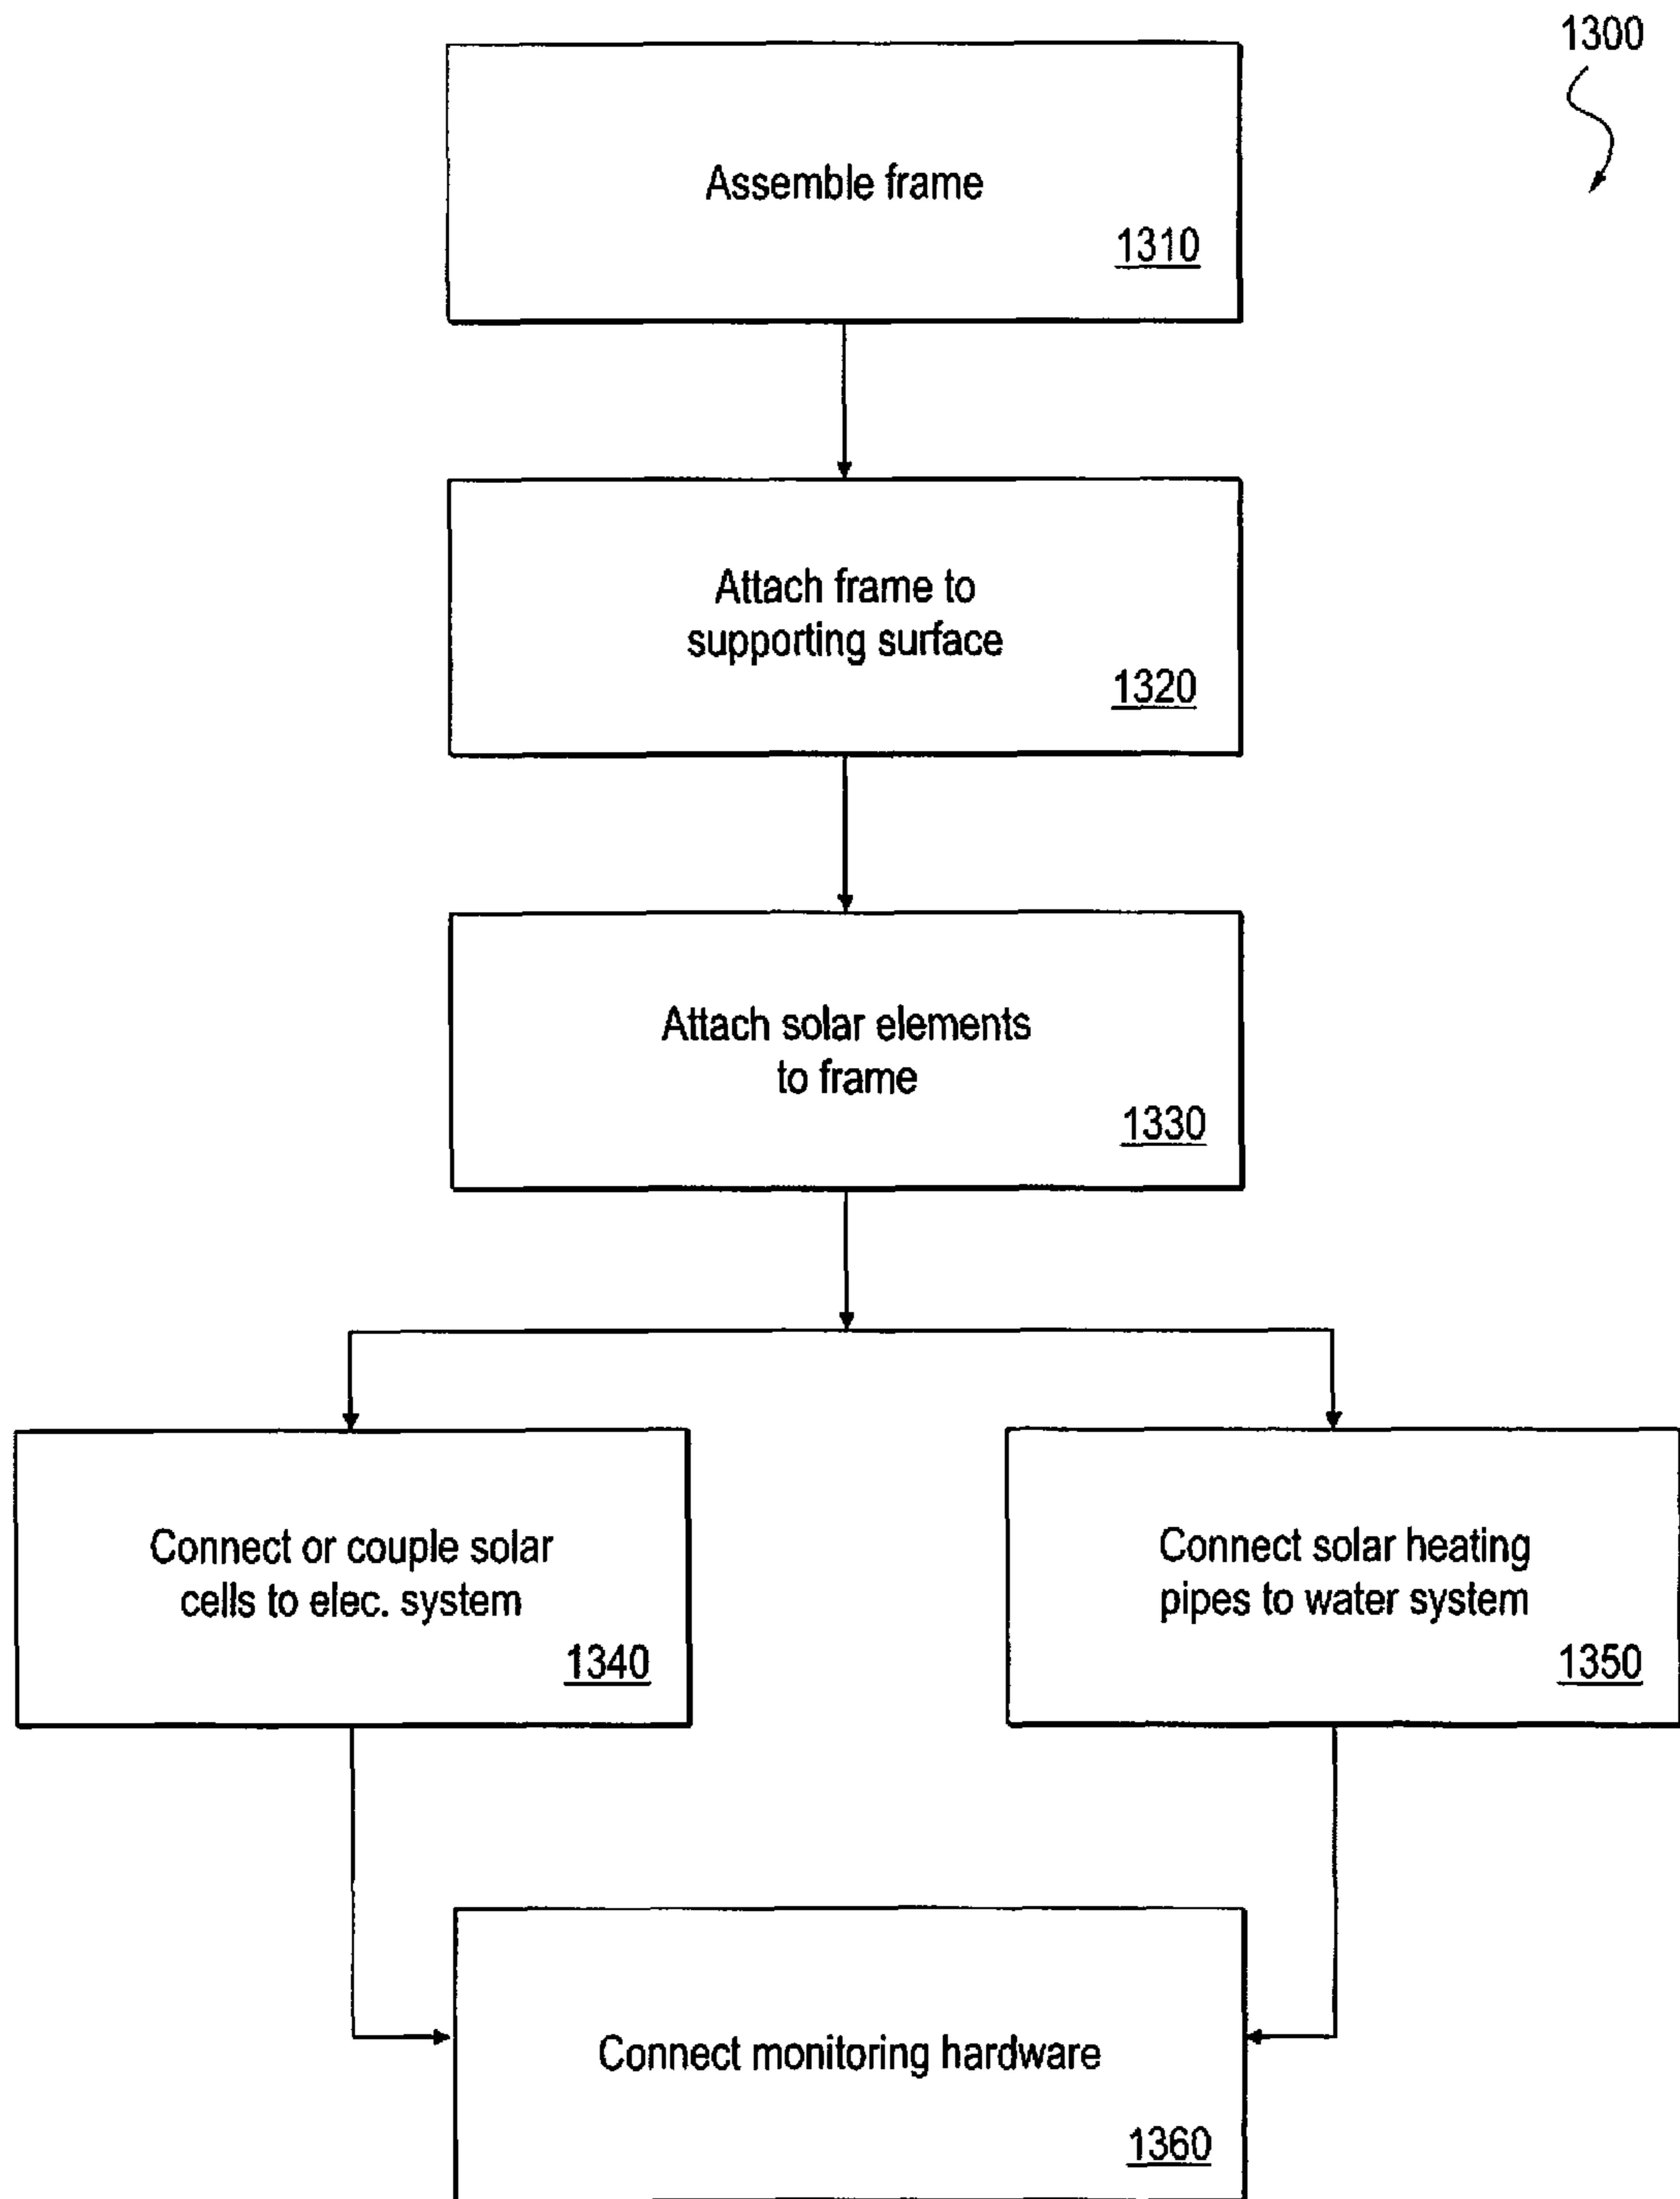 1300
Assemble frame
1310
Attach frame to
supporting surface
1320
Attach solar elements
to frame
1330
Connect or couple solar
cells to elec. system
1340
Connect solar heating
pipes to water system
1350
Connect monitoring hardware
1360